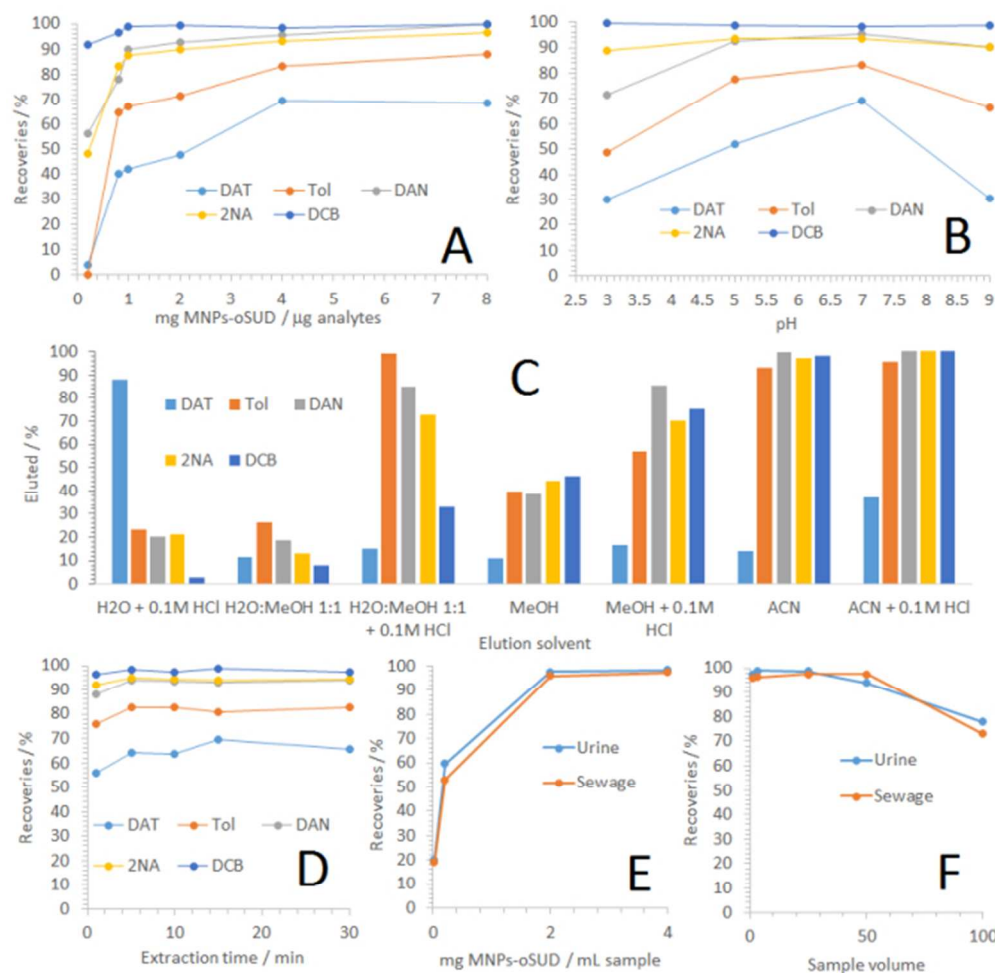 A
Recoveries / %
100
90
80
70
60
50
40
30
20
10
0
DAT Tol DAN
2NA DCB
0 1 2 3 4 5 6 7 8
mg MNPs-oSUD / µg analytes
B
Recoveries / %
100
90
80
70
60
50
40
30
20
10
0
DAT Tol DAN
2NA DCB
2.5 3 3.5 4 4.5 5 5.5 6 6.5 7 7.5 8 8.5 9
pH
C
Eluted / %
100
90
80
70
60
50
40
30
20
10
0
DAT Tol DAN
2NA DCB
H2O + 0.1M HCl H2O:MeOH 1:1 H2O:MeOH 1:1 MeOH MeOH + 0.1M ACN ACN + 0.1M HCl
+ 0.1M HCl HCl
Elution solvent
D
Recoveries / %
100
90
80
70
60
50
40
30
20
10
0
DAT Tol DAN
2NA DCB
0 10 20 30
Extraction time / min
E
Recoveries / %
100
90
80
70
60
50
40
30
20
10
0
Urine
Sewage
0 2 4
mg MNPs-oSUD / mL sample
F
Recoveries / %
100
90
80
70
60
50
40
30
20
10
0
Urine
Sewage
0 50 100
Sample volume